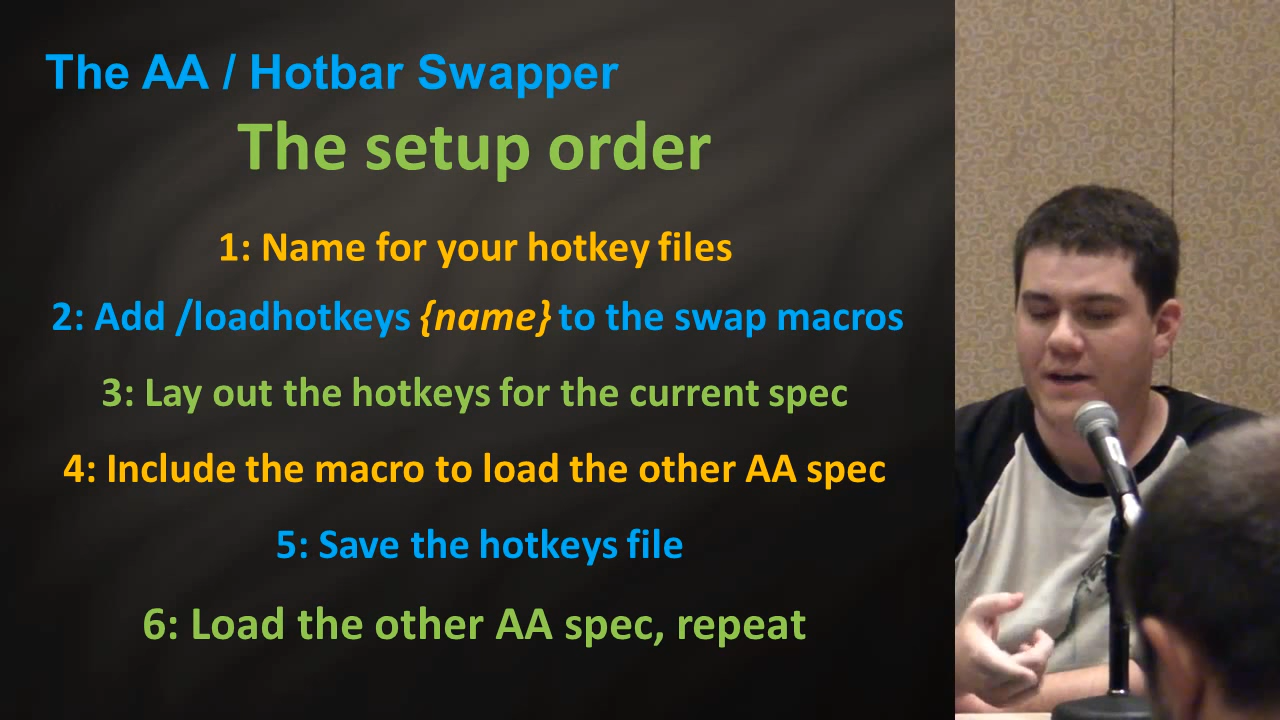 The AA / Hotbar Swapper
The setup order
1: Name for your hotkey files
2: Add /loadhotkeys {name} to the swap macros
3: Lay out the hotkeys for the current spec
4: Include the macro to load the other AA spec
5: Save the hotkeys file
6: Load the other AA spec, repeat